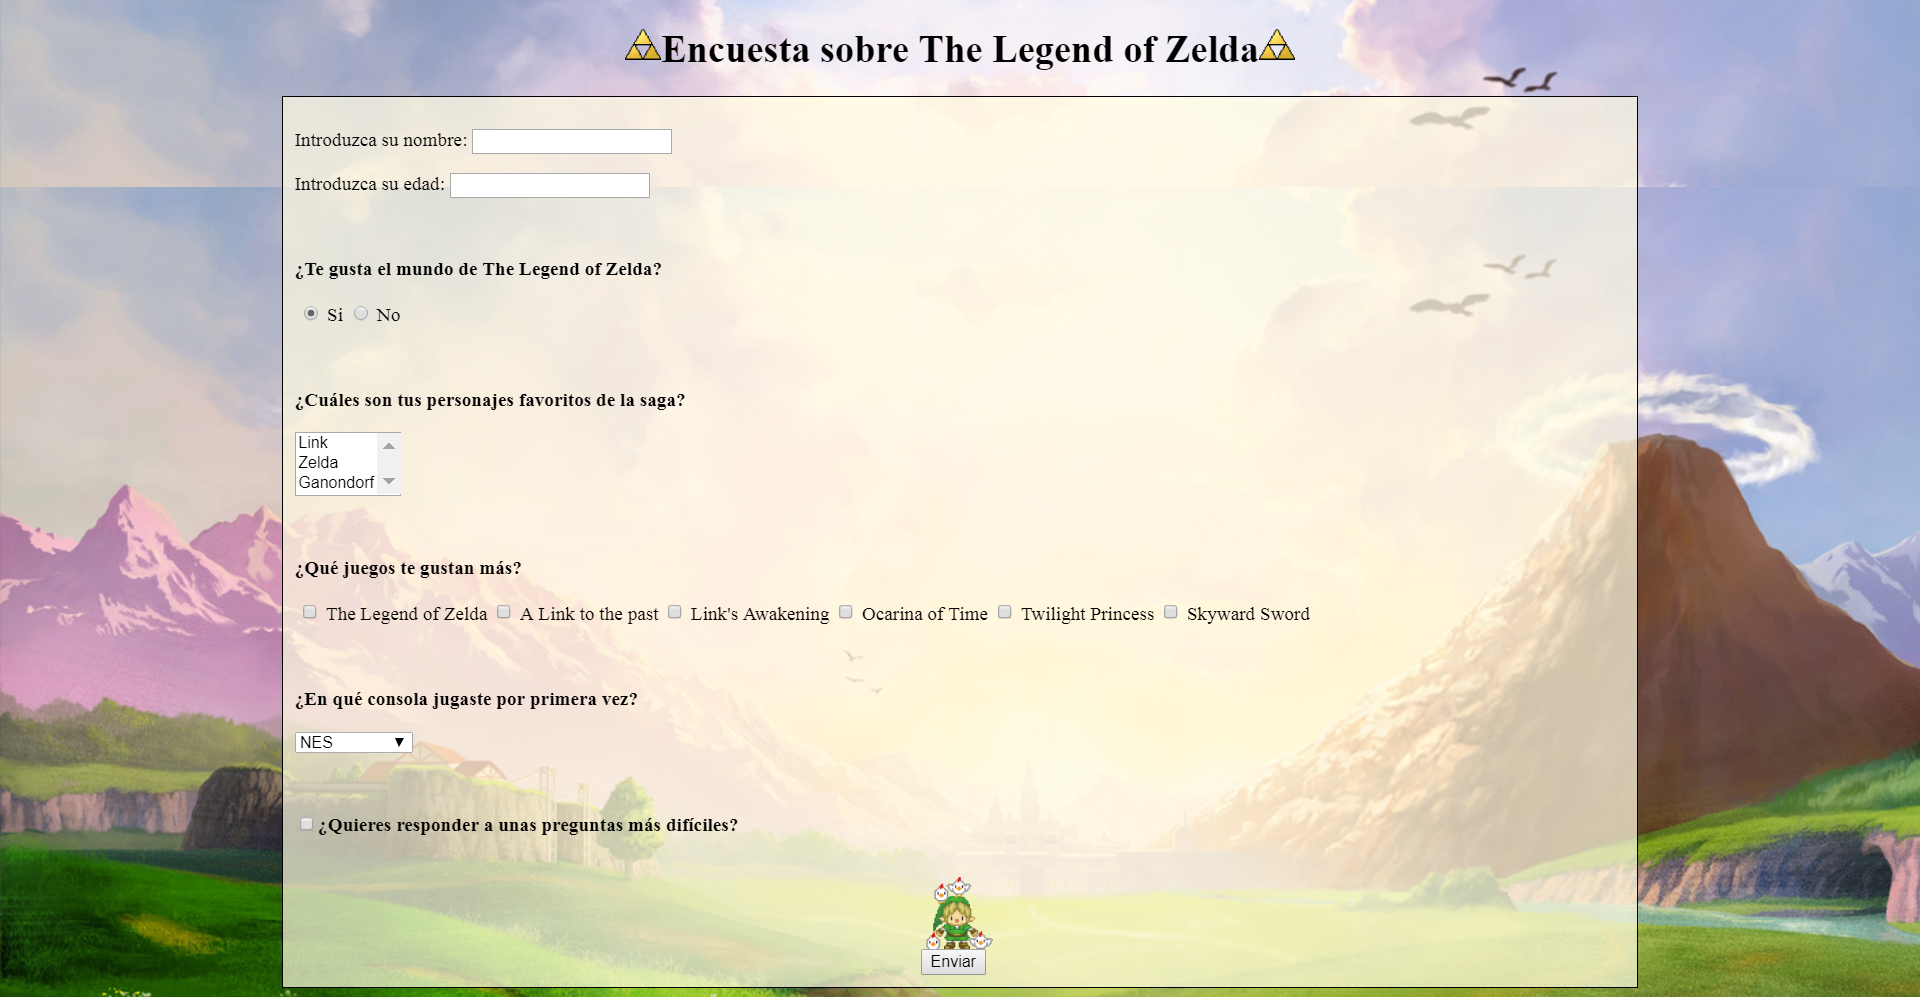 Encuesta sobre The Legend of Zelda
Introduzca su nombre:
Introduzca su edad:
¿Te gusta el mundo de The Legend of Zelda?
Si No
¿Cuáles son tus personajes favoritos de la saga?
Link
Zelda
Ganondorf
¿Qué juegos te gustan más?
The Legend of Zelda A Link to the past Link's Awakening Ocarina of Time Twilight Princess Skyward Sword
¿En qué consola jugaste por primera vez?
NES
¿Quieres responder a unas preguntas más difíciles?
Enviar